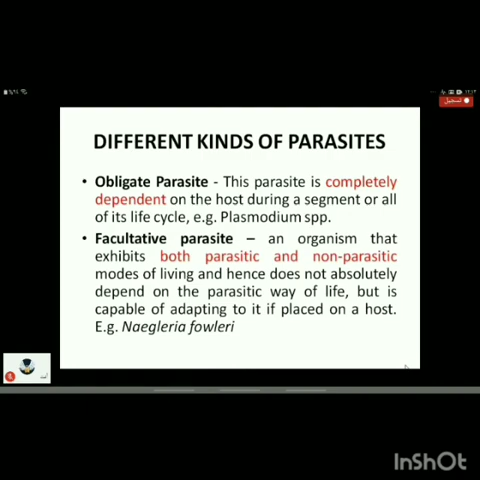 ١٢:١٣
تسجيل
DIFFERENT KINDS OF PARASITES
• Obligate Parasite - This parasite is completely
dependent on the host during a segment or all
of its life cycle, e.g. Plasmodium spp.
• Facultative parasite – an organism that
exhibits both parasitic and non-parasitic
modes of living and hence does not absolutely
depend on the parasitic way of life, but is
capable of adapting to it if placed on a host.
E.g. Naegleria fowleri
InShOt